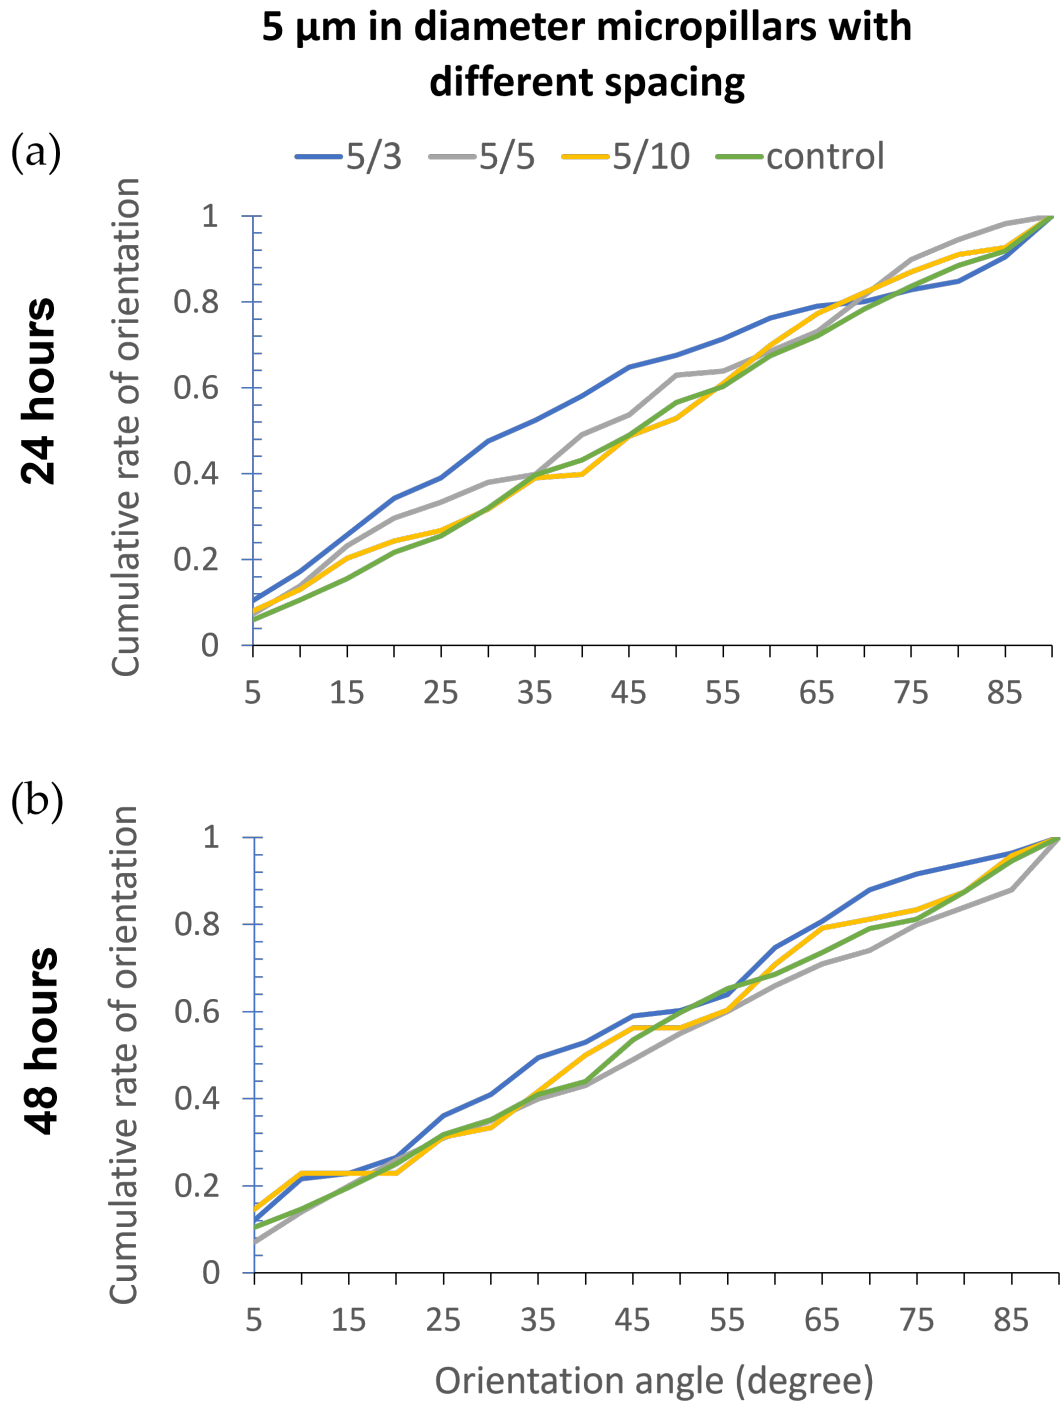 5 µm in diameter micropillars with
different spacing
(a)
5/3 5/5 5/10 control
24 hours
Cumulative rate of orientation
1
0.8
0.6
0.4
0.2
0
5 15 25 35 45 55 65 75 85
(b)
48 hours
Cumulative rate of orientation
1
0.8
0.6
0.4
0.2
0
5 15 25 35 45 55 65 75 85
Orientation angle (degree)